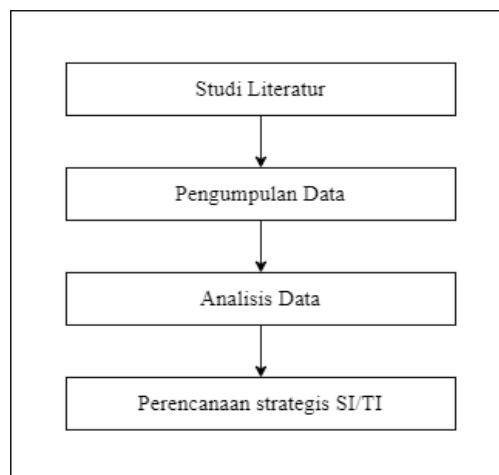 Studi Literatur
Pengumpulan Data
Analisis Data
Perencanaan strategis SI/TI